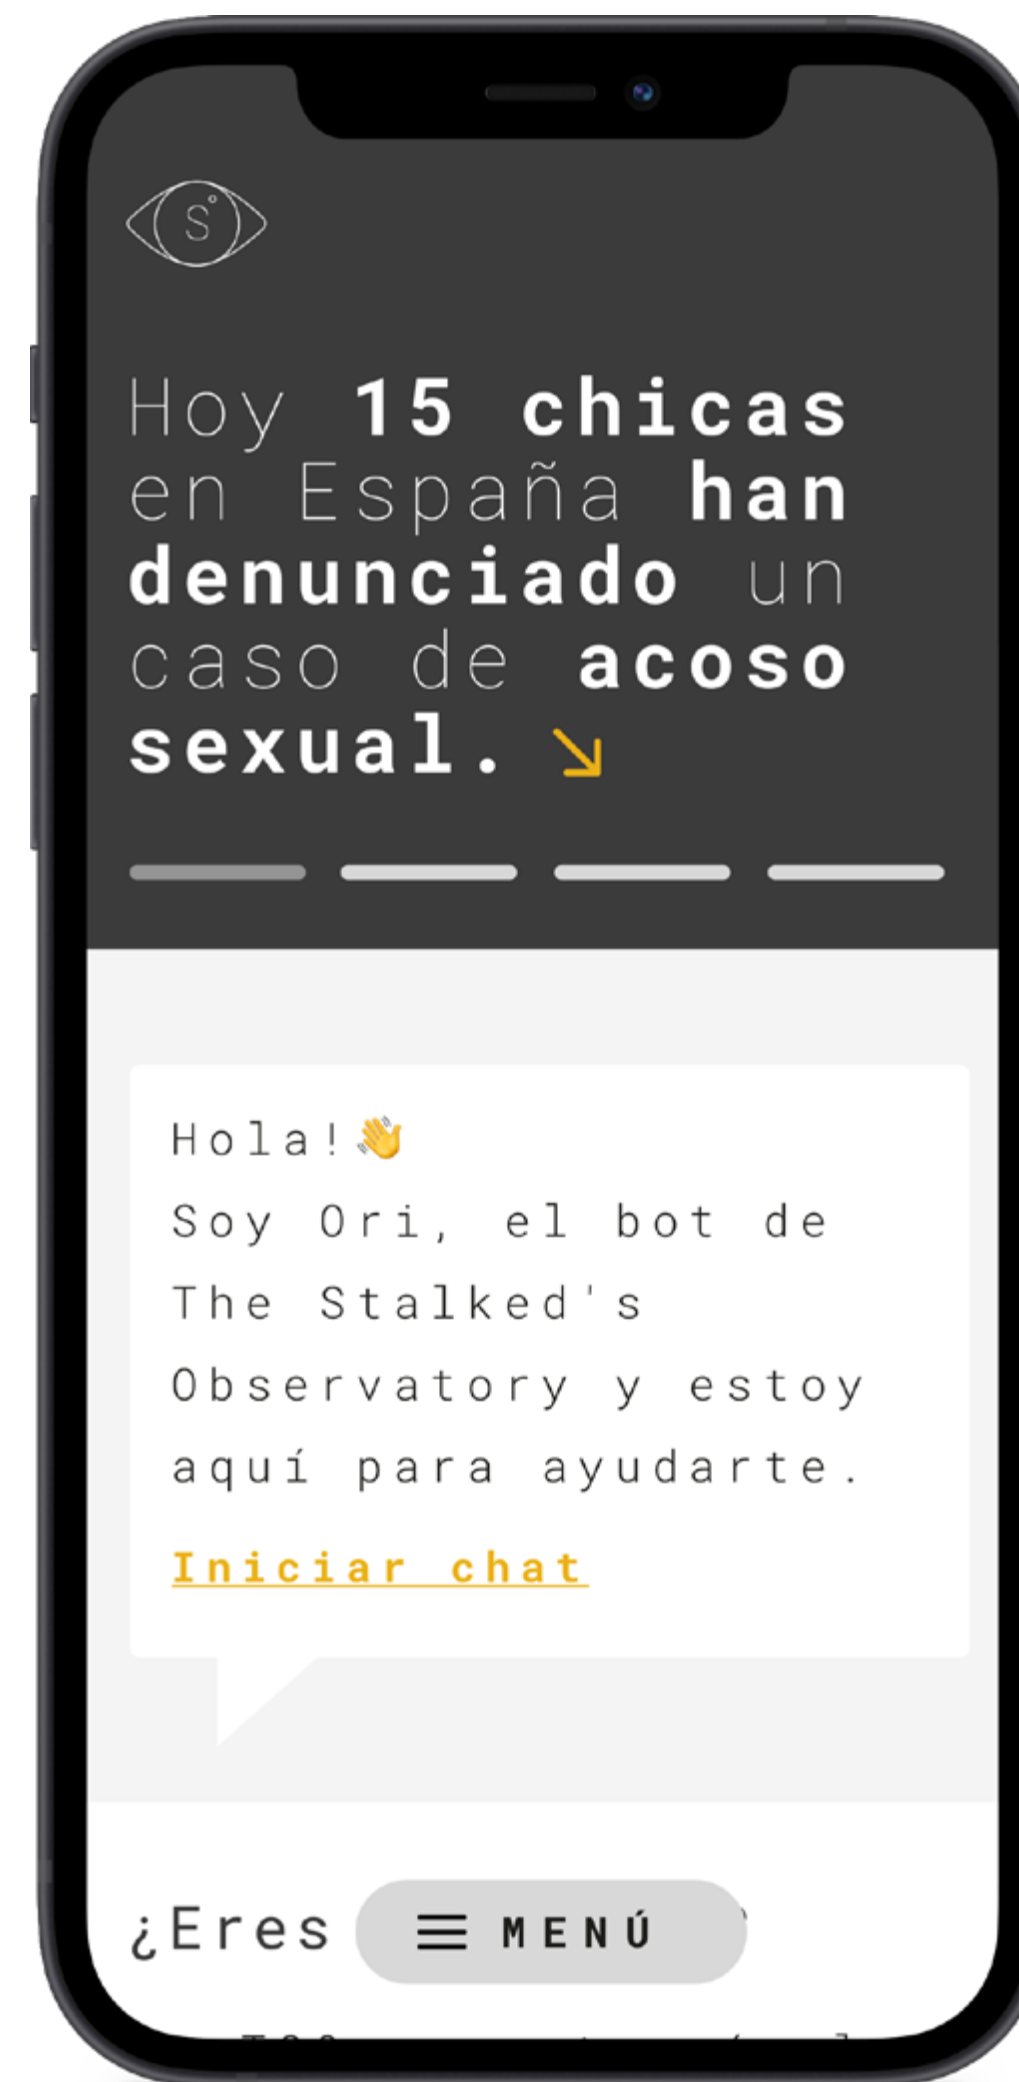 S°
Hoy 15 chicas
en España han
denunciado un
caso de acoso
sexual.
Hola!👋
Soy Ori, el bot de
The Stalked's
Observatory y estoy
aquí para ayudarte.
Iniciar chat
¿Eres
MENÚ